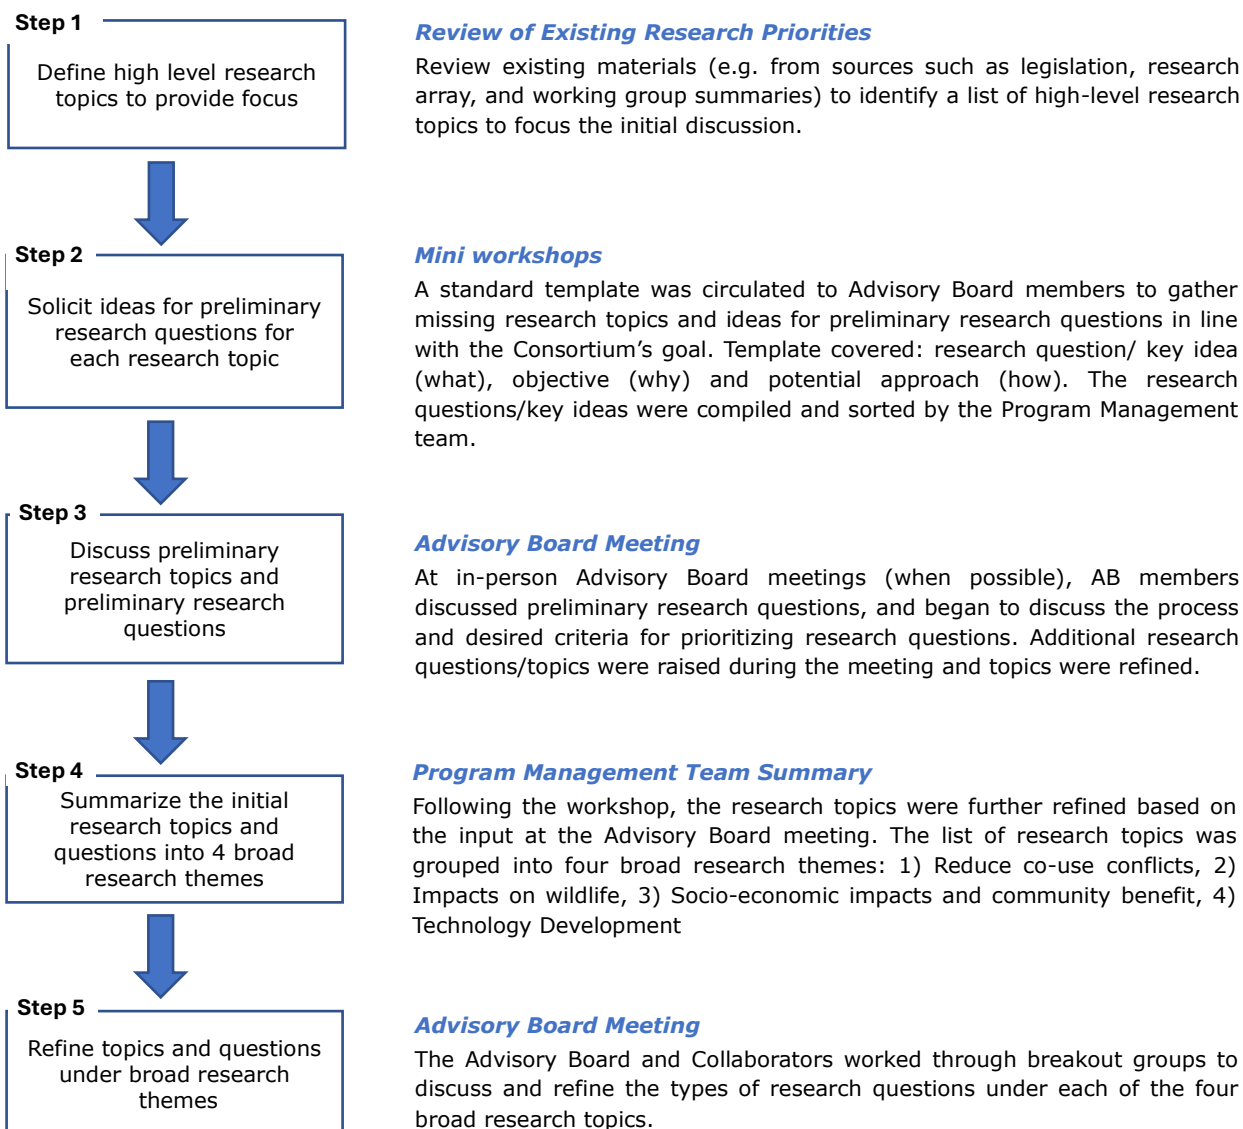 Step 1
Define high level research
topics to provide focus
Review of Existing Research Priorities
Review existing materials (e.g. from sources such as legislation, research
array, and working group summaries) to identify a list of high-level research
topics to focus the initial discussion.
Step 2
Solicit ideas for preliminary
research questions for
each research topic
Mini workshops
A standard template was circulated to Advisory Board members to gather
missing research topics and ideas for preliminary research questions in line
with the Consortium’s goal. Template covered: research question/ key idea
(what), objective (why) and potential approach (how). The research
questions/key ideas were compiled and sorted by the Program Management
team.
Step 3
Discuss preliminary
research topics and
preliminary research
questions
Advisory Board Meeting
At in-person Advisory Board meetings (when possible), AB members
discussed preliminary research questions, and began to discuss the process
and desired criteria for prioritizing research questions. Additional research
questions/topics were raised during the meeting and topics were refined.
Step 4
Summarize the initial
research topics and
questions into 4 broad
research themes
Program Management Team Summary
Following the workshop, the research topics were further refined based on
the input at the Advisory Board meeting. The list of research topics was
grouped into four broad research themes: 1) Reduce co-use conflicts, 2)
Impacts on wildlife, 3) Socio-economic impacts and community benefit, 4)
Technology Development
Step 5
Refine topics and questions
under broad research
themes
Advisory Board Meeting
The Advisory Board and Collaborators worked through breakout groups to
discuss and refine the types of research questions under each of the four
broad research topics.